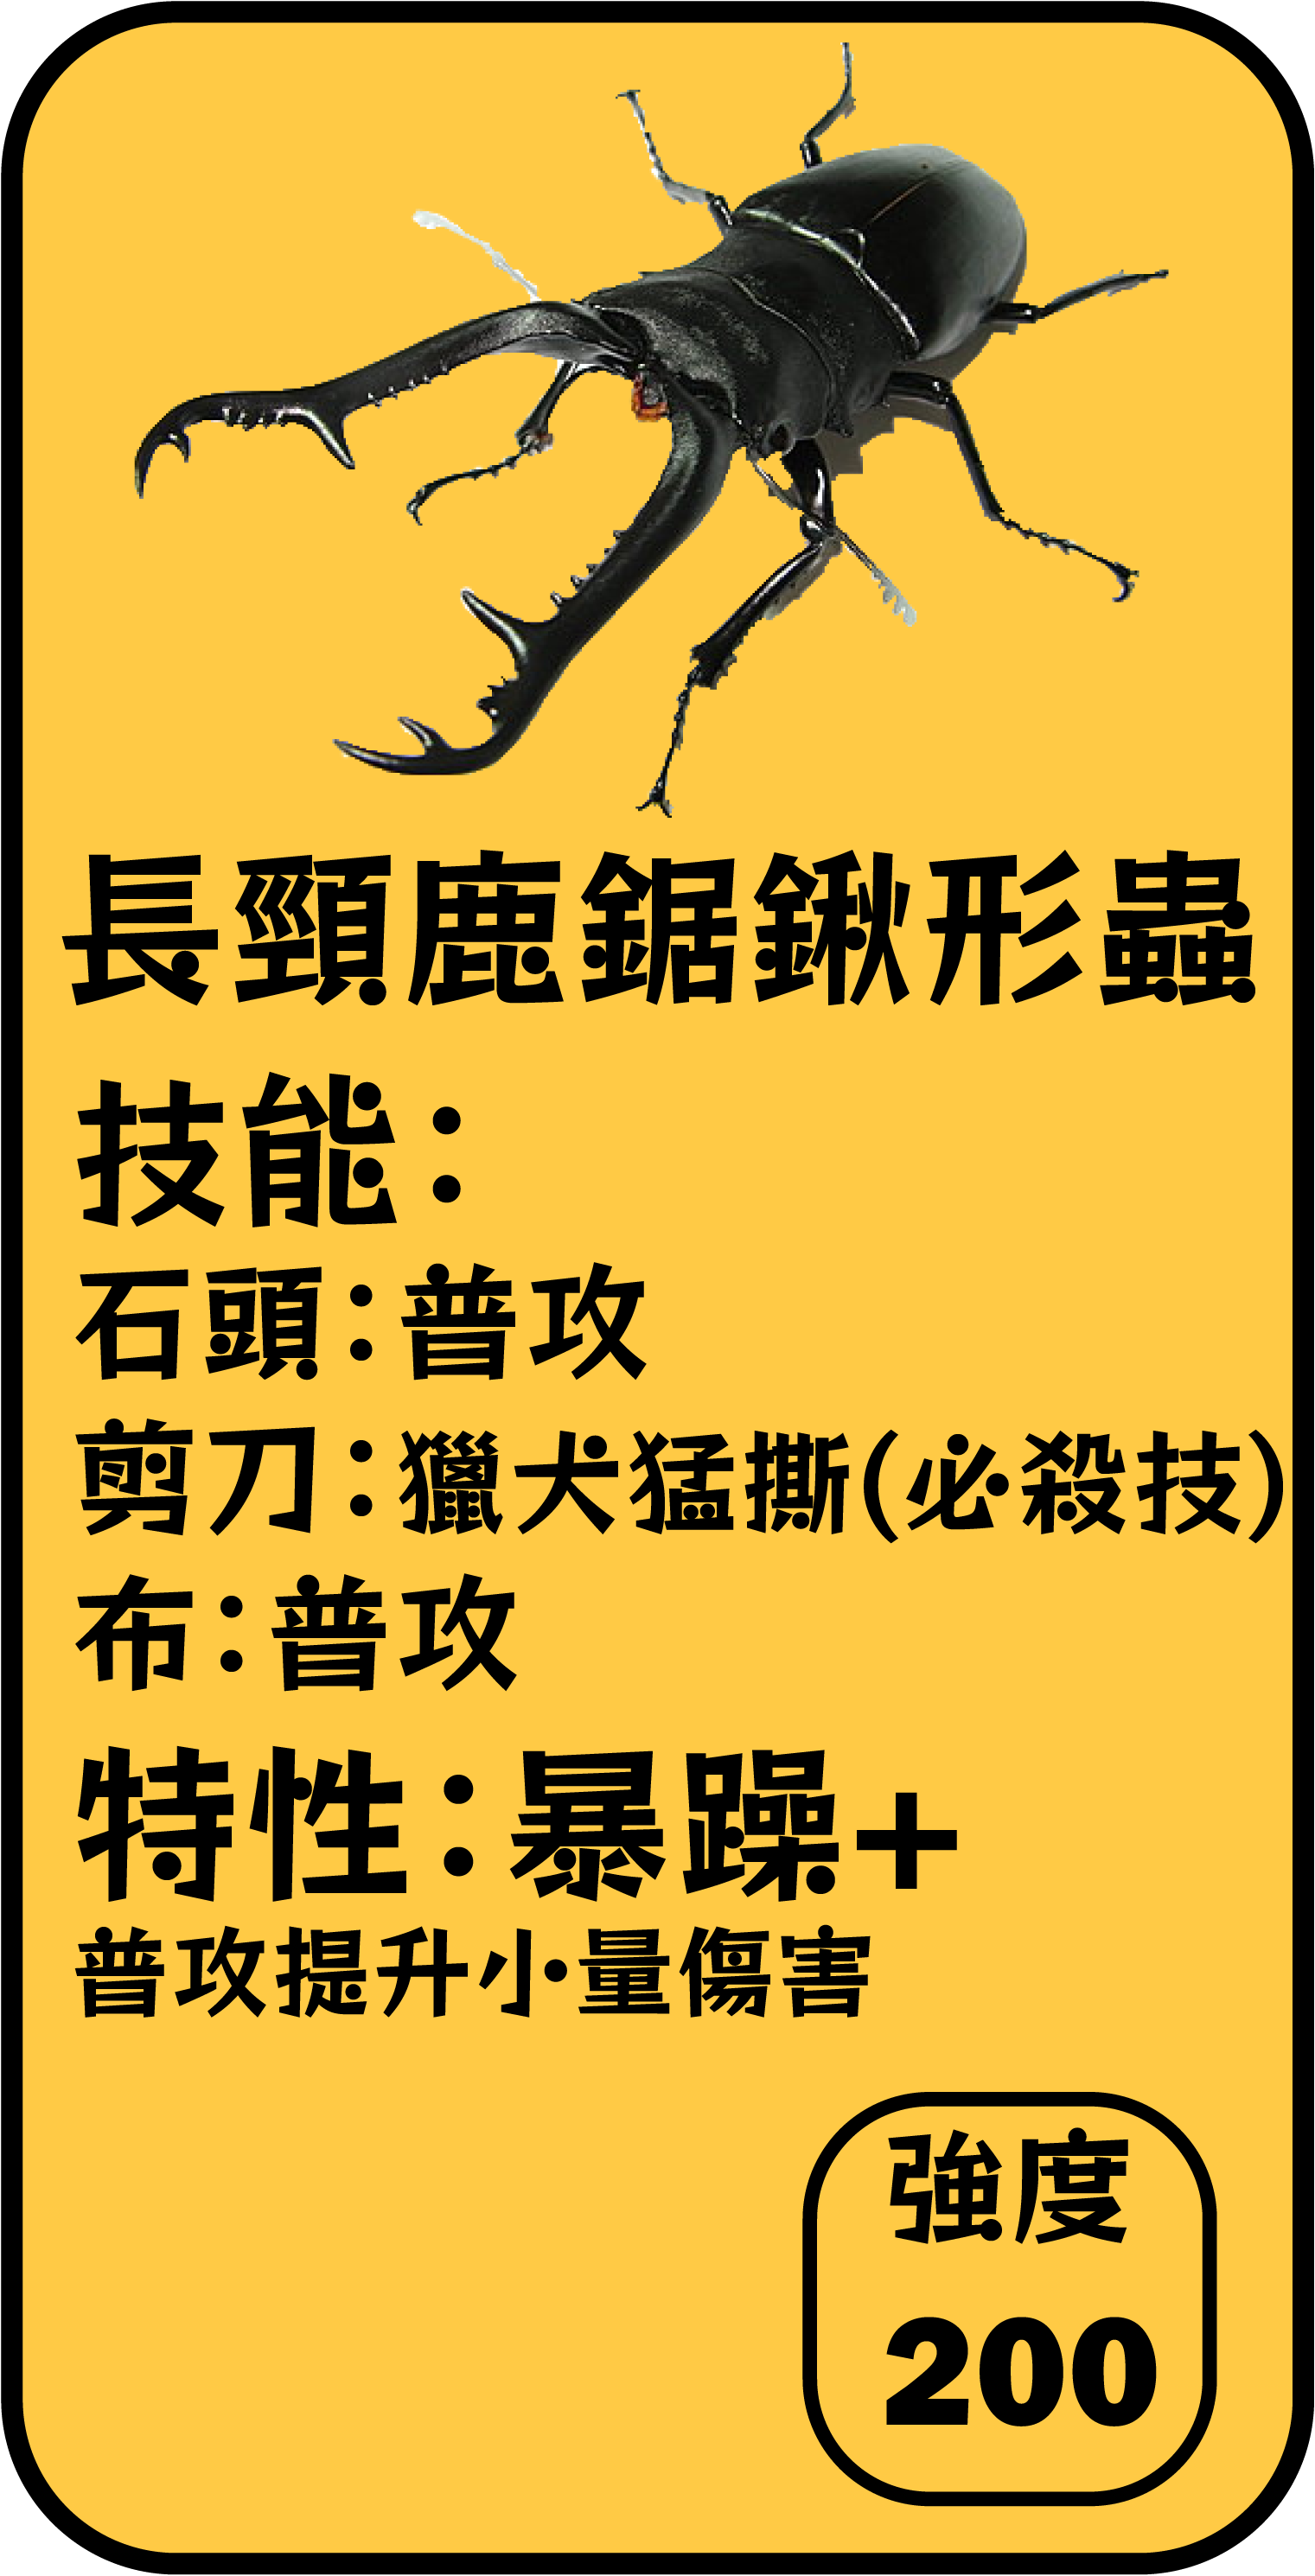 長頸鹿鋸鍬形蟲
技能：
石頭：普攻
剪刀：獵犬猛撕(必殺技)
布：普攻
特性：暴躁+
普攻提升小量傷害
強度
200